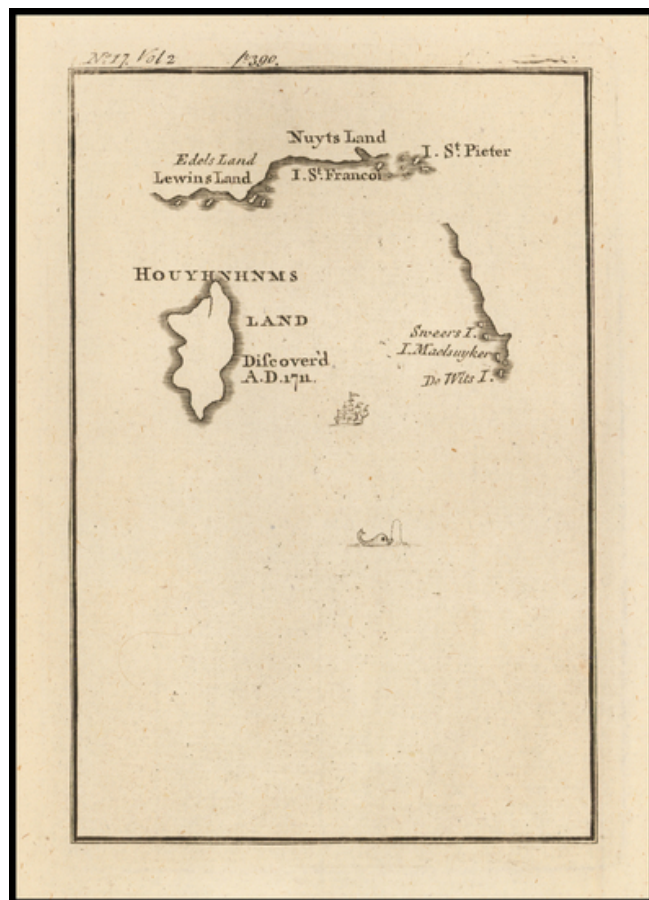 No. 17. Vol 2 p. 390.
Nuyts Land
I. St. Pieter
Edels Land
Lewins Land
I. St. Francoi
HOUYHNHNMS
LAND
Discover'd
A.D. 1711.
Sweers I.
I. Maelsuyker
De Wits I.